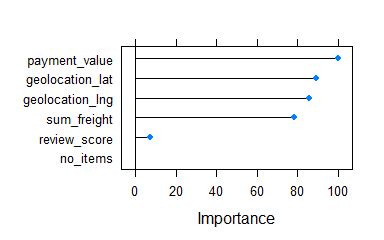 payment_value
geolocation_lat
geolocation_lng
sum_freight
review_score
no_items
0 20 40 60 80 100
Importance